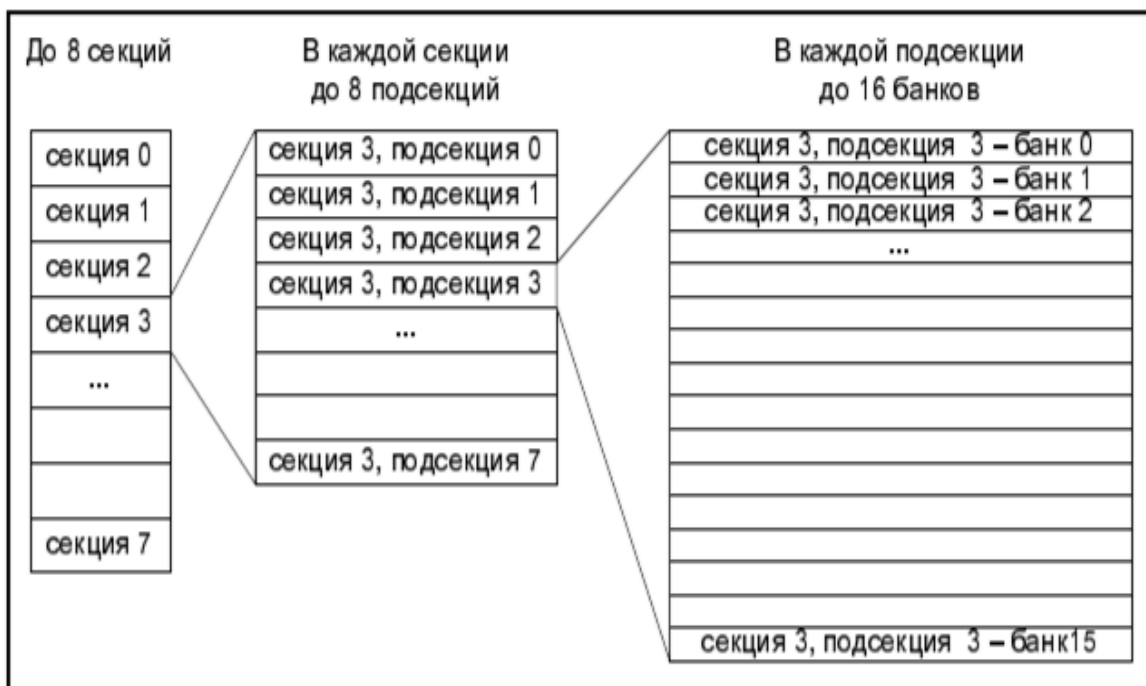 До 8 секций
В каждой секции
до 8 подсекций
В каждой подсекции
до 16 банков
секция 0
секция 1
секция 2
секция 3
...
секция 7
секция 3, подсекция 0
секция 3, подсекция 1
секция 3, подсекция 2
секция 3, подсекция 3
...
секция 3, подсекция 7
секция 3, подсекция 3 – банк 0
секция 3, подсекция 3 – банк 1
секция 3, подсекция 3 – банк 2
...
секция 3, подсекция 3 – банк15